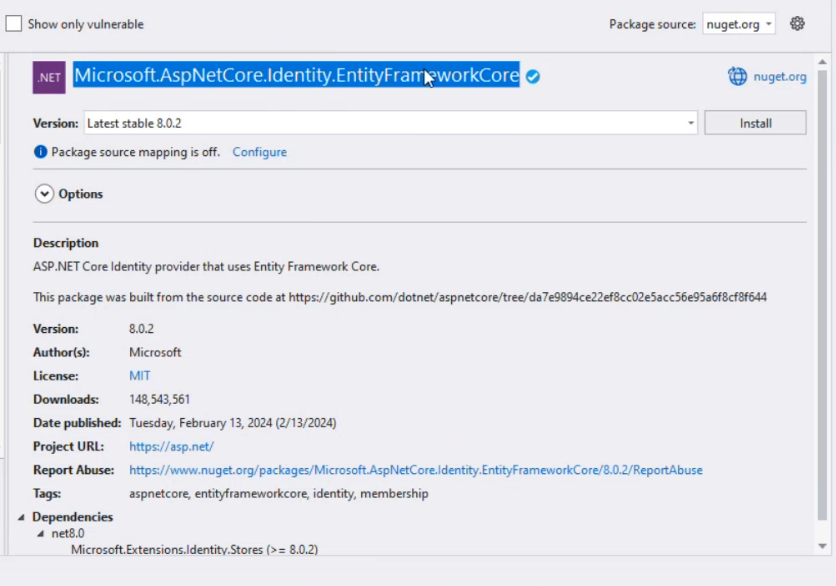 Show only vulnerable
Package source: nuget.org
.NET Microsoft.AspNetCore.Identity.EntityFrameworkCore
nuget.org
Version: Latest stable 8.0.2
Install
Package source mapping is off. Configure
Options
Description
ASP.NET Core Identity provider that uses Entity Framework Core.
This package was built from the source code at https://github.com/dotnet/aspnetcore/tree/da7e9894ce22ef8cc02e5acc56e95a6f8cf8f644
Version: 8.0.2
Author(s): Microsoft
License: MIT
Downloads: 148,543,561
Date published: Tuesday, February 13, 2024 (2/13/2024)
Project URL: https://asp.net/
Report Abuse: https://www.nuget.org/packages/Microsoft.AspNetCore.Identity.EntityFrameworkCore/8.0.2/ReportAbuse
Tags: aspnetcore, entityframeworkcore, identity, membership
Dependencies
net8.0
Microsoft.Extensions.Identity.Stores (>= 8.0.2)